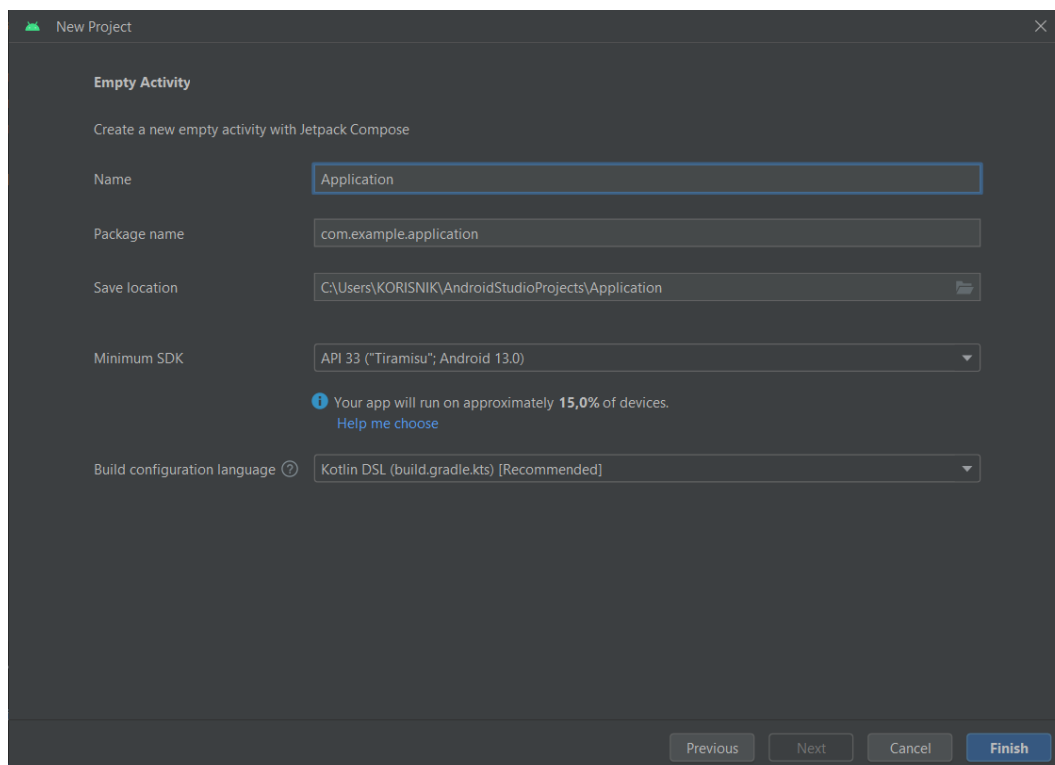 New Project
Empty Activity
Create a new empty activity with Jetpack Compose
Name Application
Package name com.example.application
Save location C:\Users\KORISNIK\AndroidStudioProjects\Application
Minimum SDK API 33 ("Tiramisu"; Android 13.0)
Your app will run on approximately 15,0% of devices.
Help me choose
Build configuration language ? Kotlin DSL (build.gradle.kts) [Recommended]
Previous Next Cancel Finish